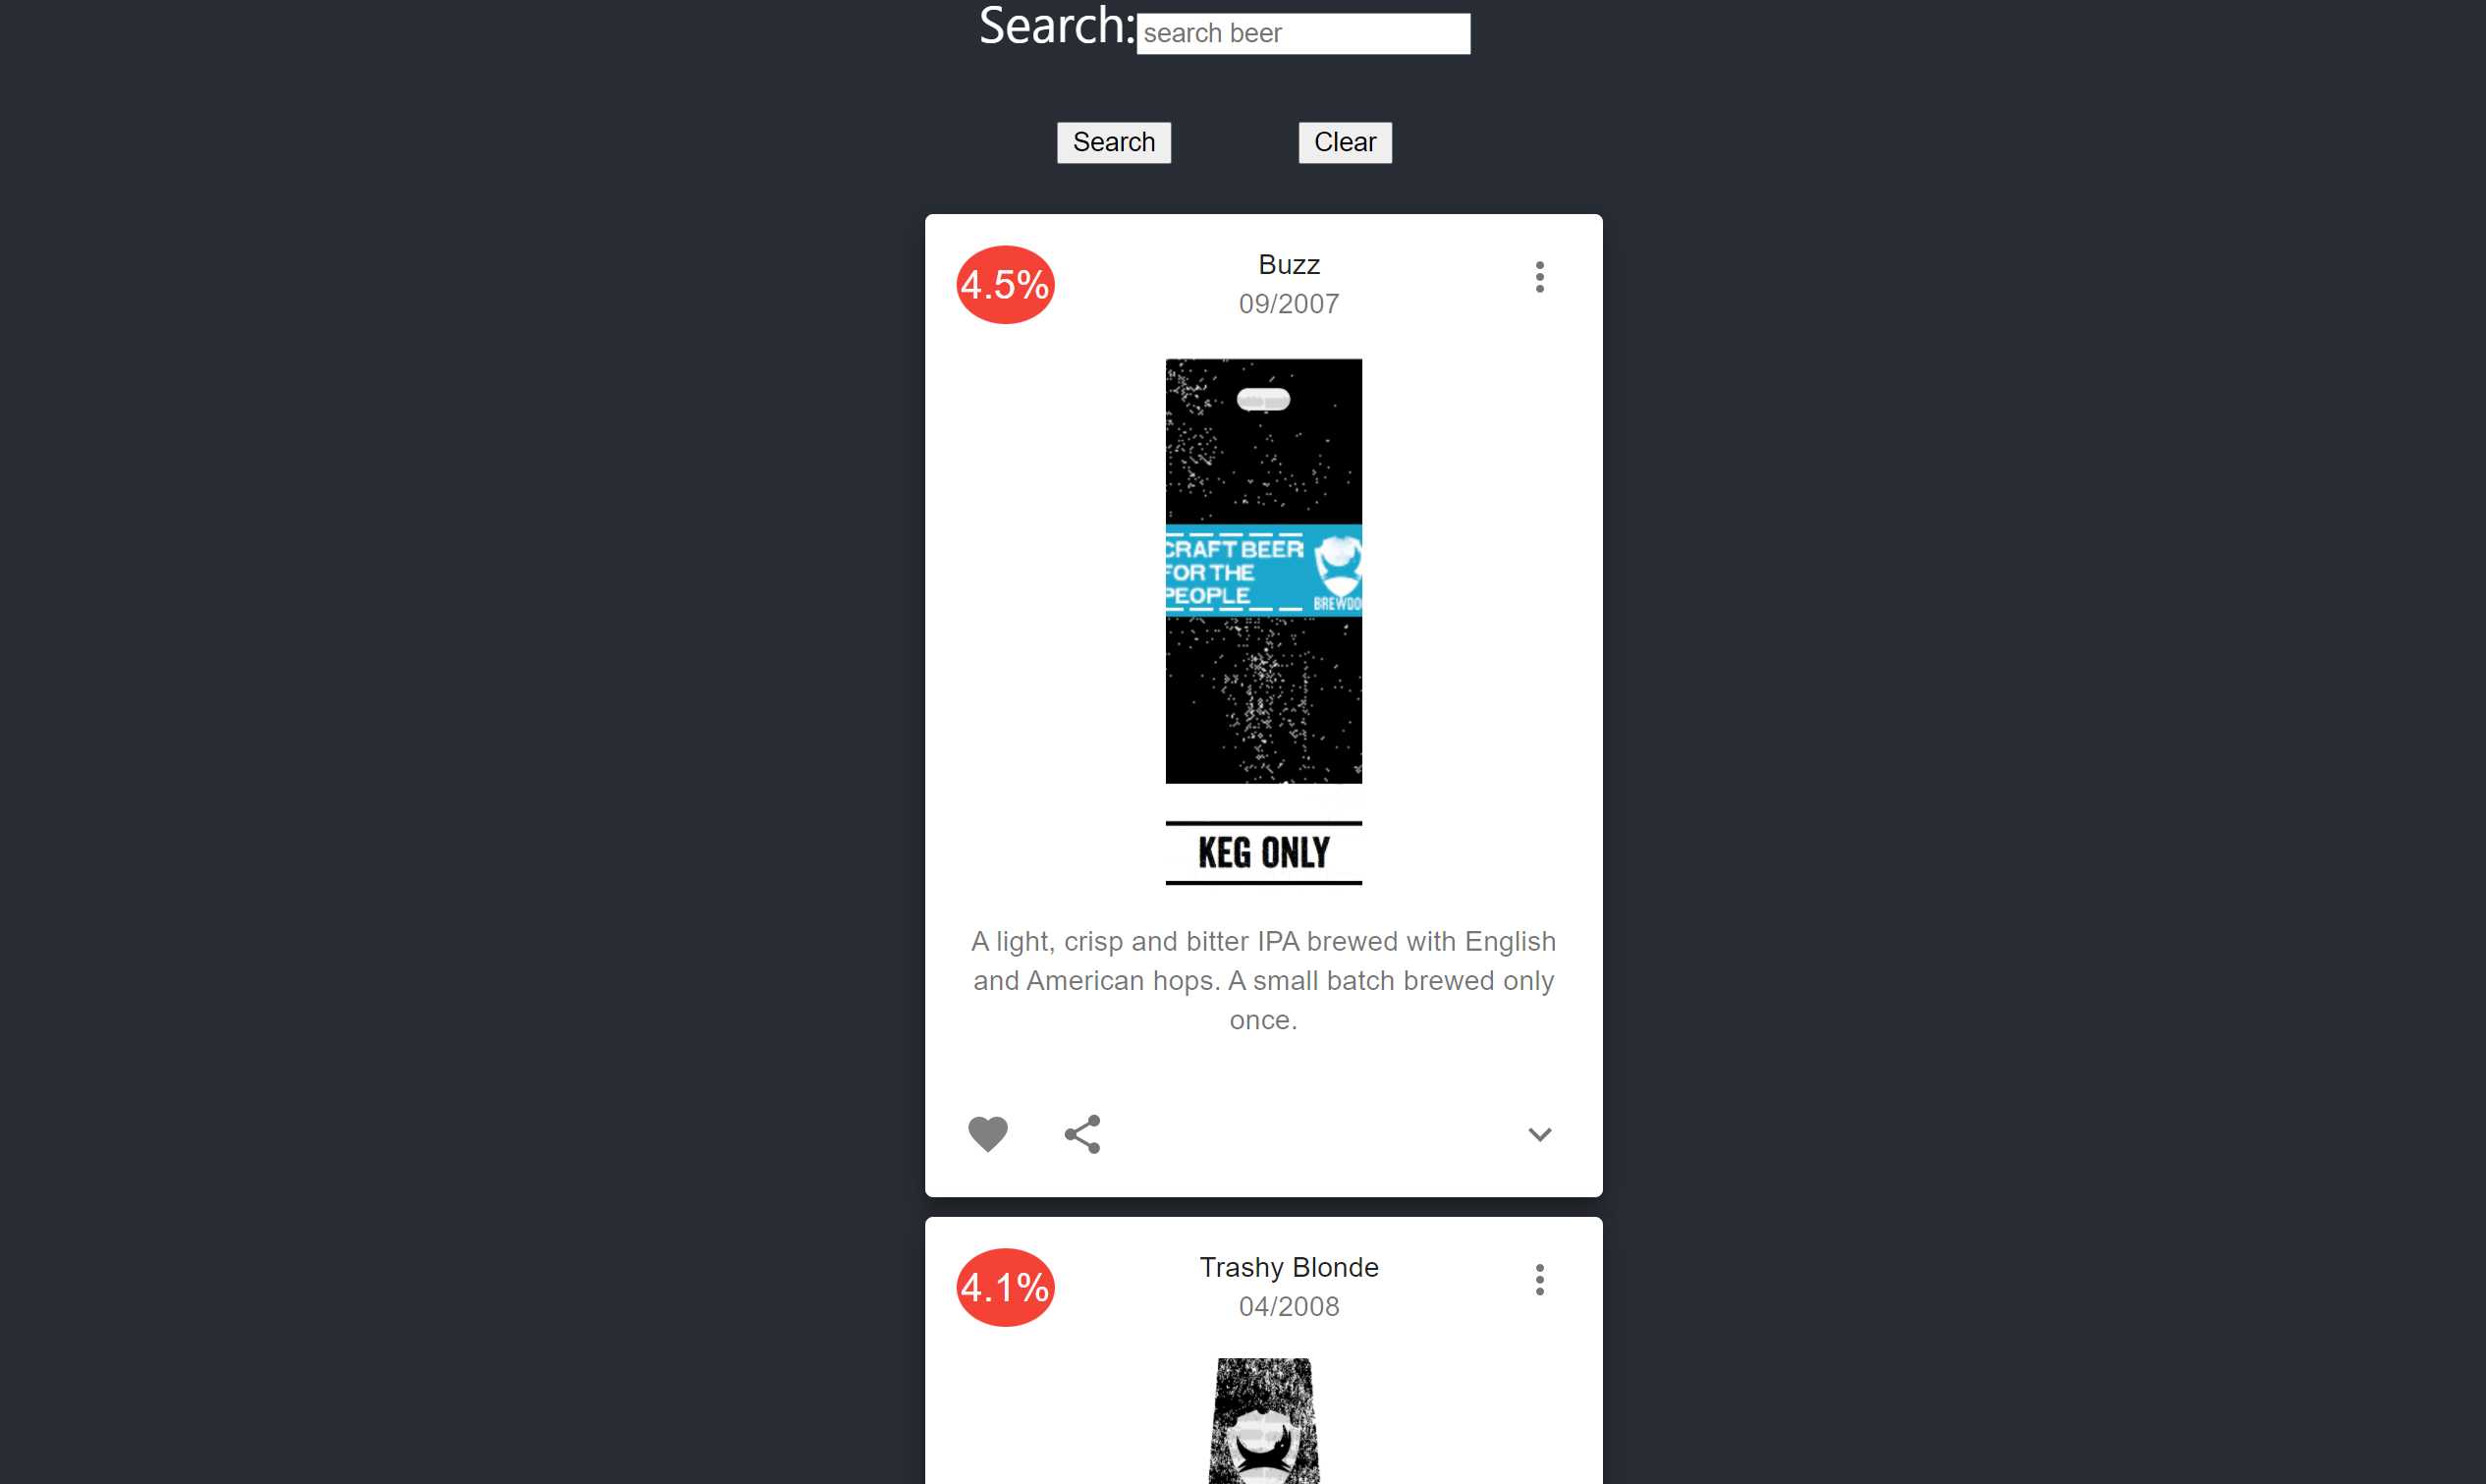 Search: search beer
Search Clear
4.5%
Buzz
09/2007
CRAFT BEER
FOR THE
PEOPLE
BREWDO
KEG ONLY
A light, crisp and bitter IPA brewed with English
and American hops. A small batch brewed only
once.
4.1%
Trashy Blonde
04/2008